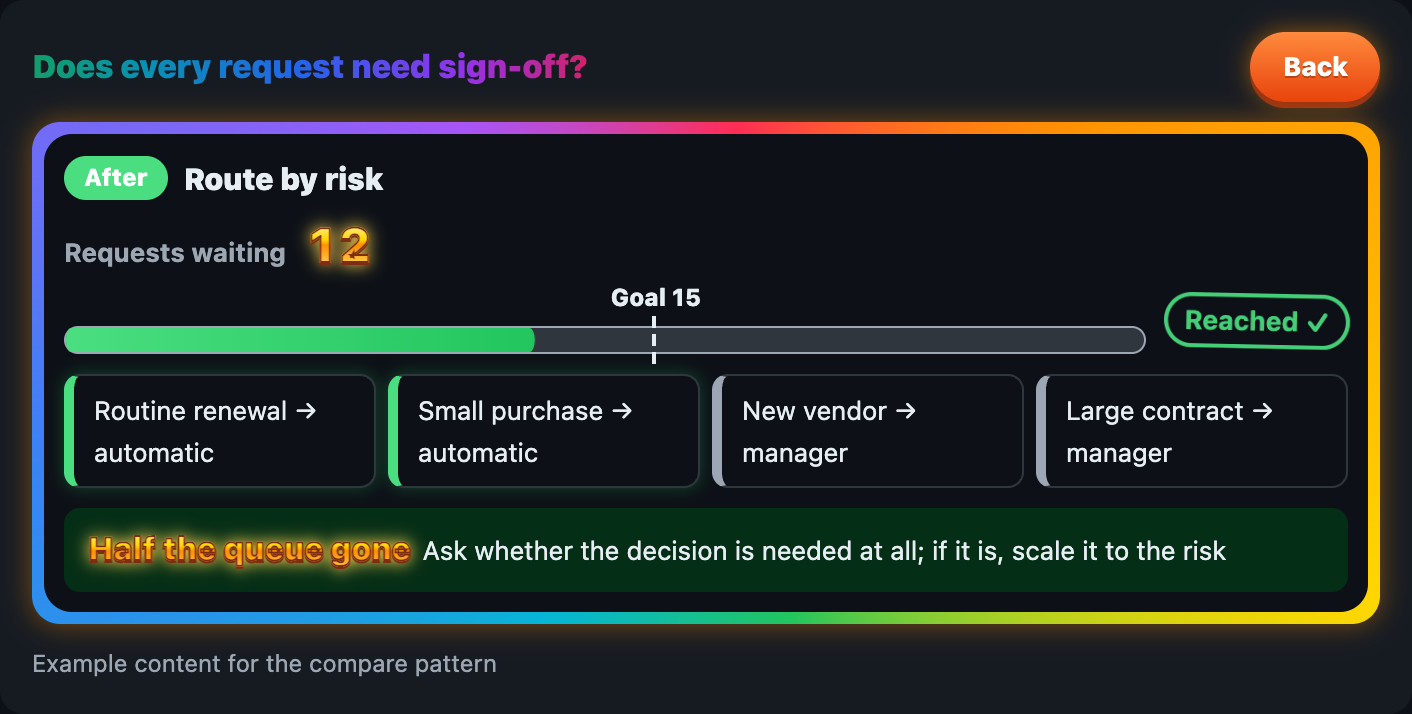 Does every request need sign-off?
Back
After
Route by risk
Requests waiting 12
Goal 15
Reached ✓
Routine renewal →
automatic
Small purchase →
automatic
New vendor →
manager
Large contract →
manager
Half the queue gone Ask whether the decision is needed at all; if it is, scale it to the risk
Example content for the compare pattern